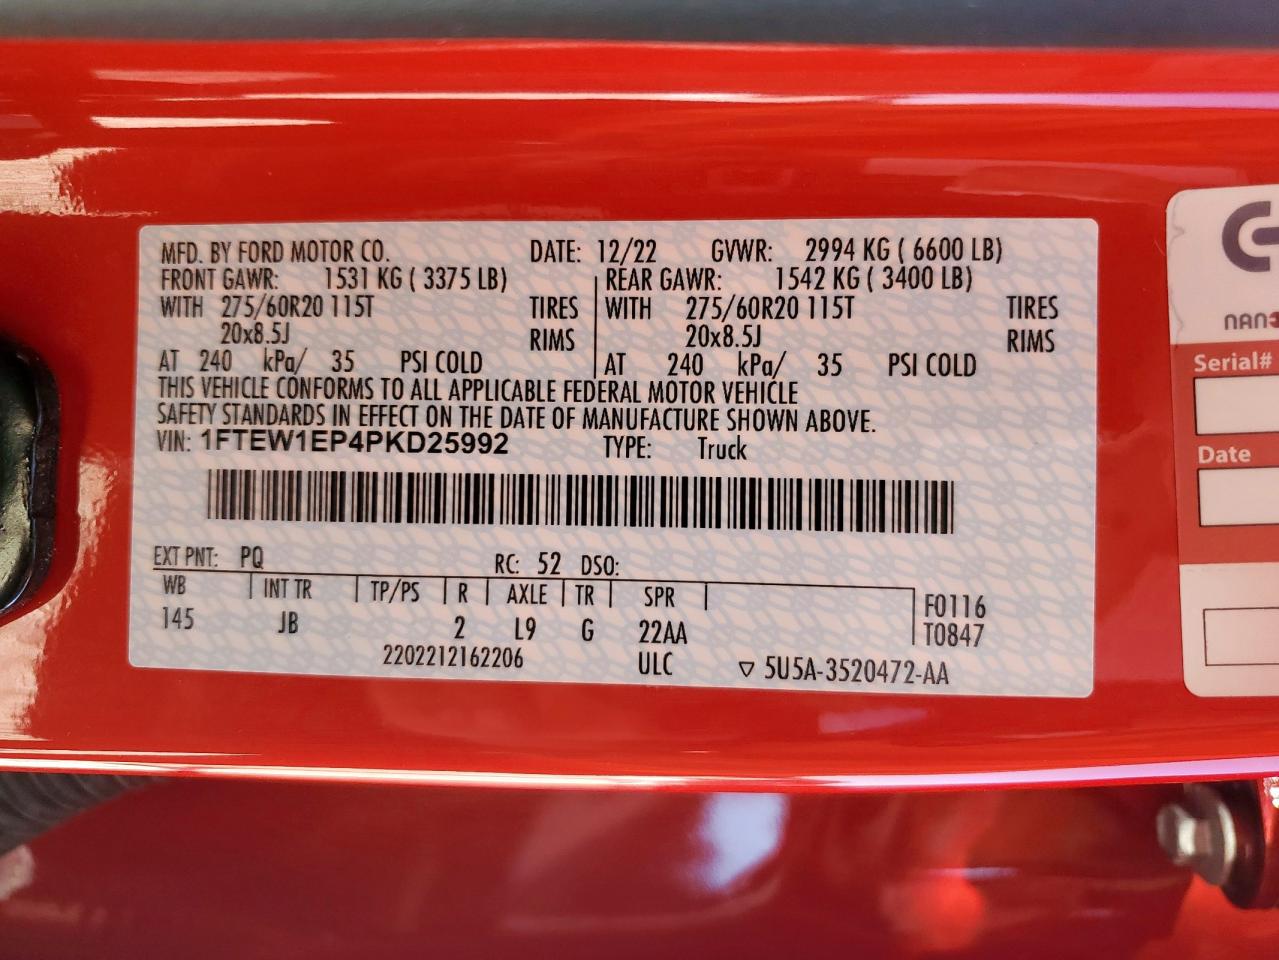 MFD. BY FORD MOTOR CO. DATE: 12/22 GVWR: 2994 KG ( 6600 LB)
FRONT GAWR: 1531 KG ( 3375 LB) REAR GAWR: 1542 KG ( 3400 LB)
WITH 275/60R20 115T TIRES WITH 275/60R20 115T TIRES
20x8.5J RIMS 20x8.5J RIMS
AT 240 kPa/ 35 PSI COLD AT 240 kPa/ 35 PSI COLD
THIS VEHICLE CONFORMS TO ALL APPLICABLE FEDERAL MOTOR VEHICLE
SAFETY STANDARDS IN EFFECT ON THE DATE OF MANUFACTURE SHOWN ABOVE.
VIN: 1FTEW1EP4PKD25992 TYPE: Truck
EXT PNT: PQ RC: 52 DSO:
WB INT TR TP/PS R AXLE TR SPR F0116
145 JB 2 L9 G 22AA T0847
2202212162206 ULC ▽ 5U5A-3520472-AA
Serial#
Date